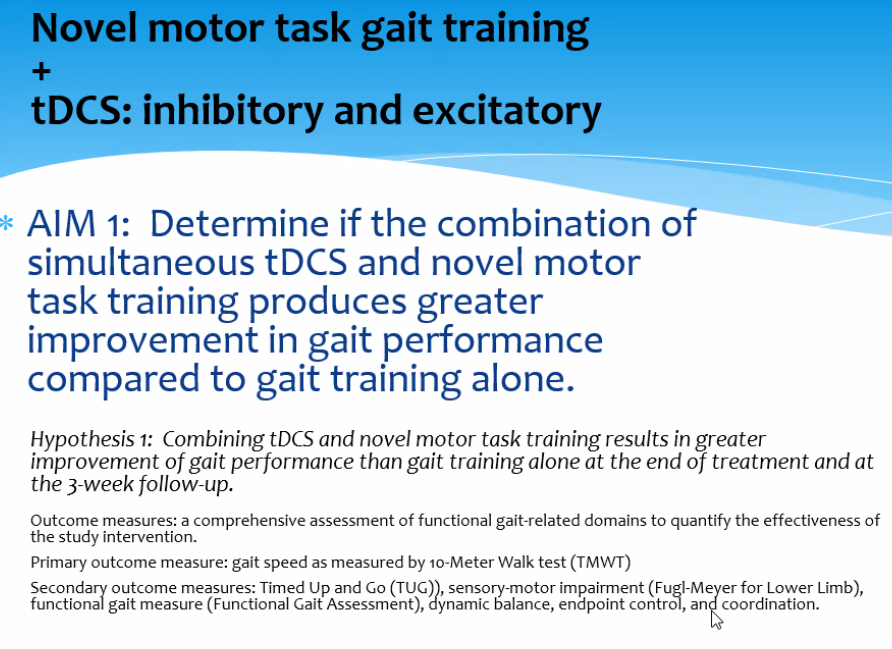 Novel motor task gait training
+
tDCS: inhibitory and excitatory
* AIM 1:  Determine if the combination of
simultaneous tDCS and novel motor
task training produces greater
improvement in gait performance
compared to gait training alone.
Hypothesis 1:  Combining tDCS and novel motor task training results in greater
improvement of gait performance than gait training alone at the end of treatment and at
the 3-week follow-up.
Outcome measures: a comprehensive assessment of functional gait-related domains to quantify the effectiveness of
the study intervention.
Primary outcome measure: gait speed as measured by 10-Meter Walk test (TMWT)
Secondary outcome measures: Timed Up and Go (TUG)), sensory-motor impairment (Fugl-Meyer for Lower Limb),
functional gait measure (Functional Gait Assessment), dynamic balance, endpoint control, and coordination.